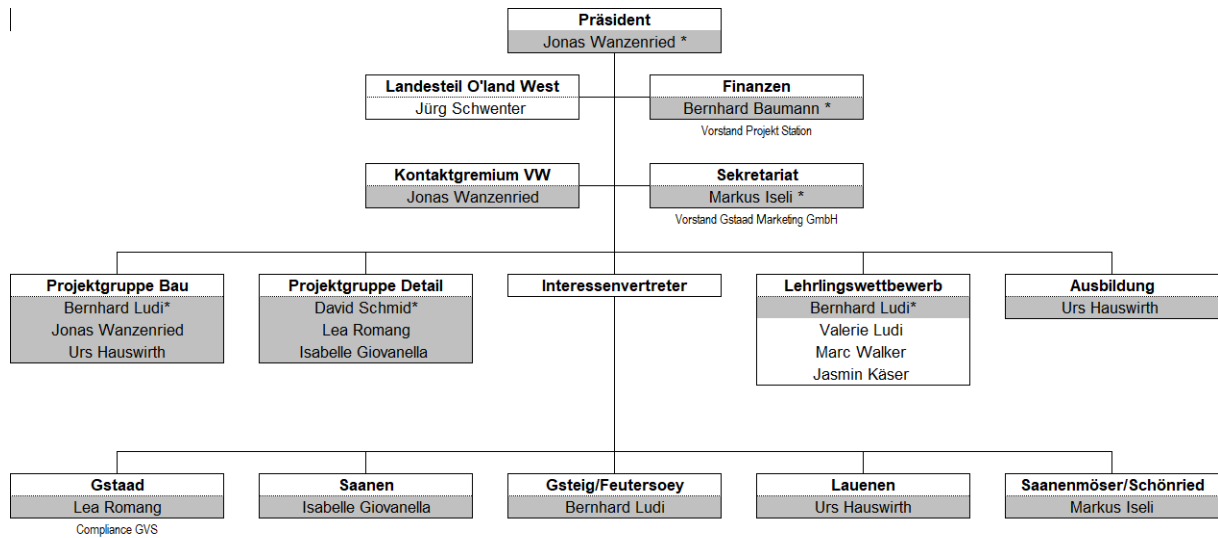 Präsident
Jonas Wanzenried *
Landesteil O'land West
Jürg Schwenter
Finanzen
Bernhard Baumann *
Vorstand Projekt Station
Kontaktgremium VW
Jonas Wanzenried
Sekretariat
Markus Iseli *
Vorstand Gstaad Marketing GmbH
Projektgruppe Bau
Bernhard Ludi*
Jonas Wanzenried
Urs Hauswirth
Projektgruppe Detail
David Schmid*
Lea Romang
Isabelle Giovanella
Interessenvertreter
Lehrlingswettbewerb
Bernhard Ludi*
Valerie Ludi
Marc Walker
Jasmin Käser
Ausbildung
Urs Hauswirth
Gstaad
Lea Romang
Compliance GVS
Saanen
Isabelle Giovanella
Gsteig/Feutersoey
Bernhard Ludi
Lauenen
Urs Hauswirth
Saanenmöser/Schönried
Markus Iseli